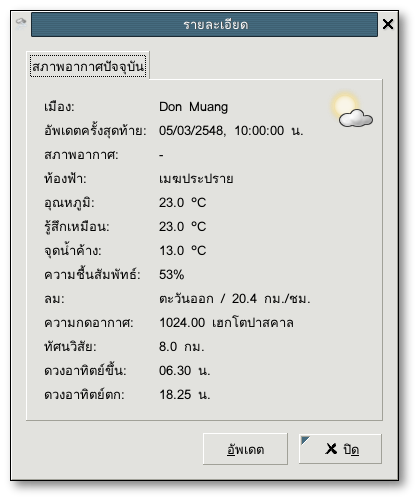 รายละเอียด
สภาพอากาศปัจจุบัน
เมือง: Don Muang
อัพเดตครั้งสุดท้าย: 05/03/2548, 10:00:00 น.
สภาพอากาศ: -
ท้องฟ้า: เมฆประปราย
อุณหภูมิ: 23.0 °C
รู้สึกเหมือน: 23.0 °C
จุดน้ำค้าง: 13.0 °C
ความชื้นสัมพัทธ์: 53%
ลม: ตะวันออก / 20.4 กม./ชม.
ความกดอากาศ: 1024.00 เฮกโตปาสคาล
ทัศนวิสัย: 8.0 กม.
ดวงอาทิตย์ขึ้น: 06.30 น.
ดวงอาทิตย์ตก: 18.25 น.
อัพเดต ปิด